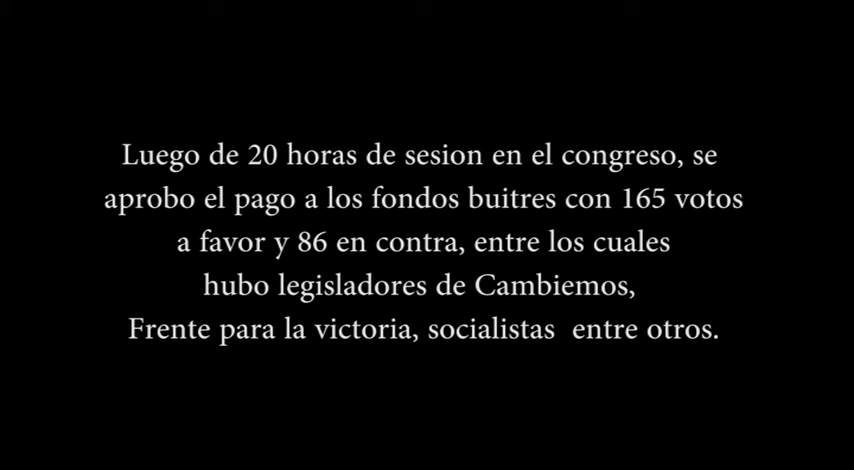 Luego de 20 horas de sesion en el congreso, se
aprobo el pago a los fondos buitres con 165 votos
a favor y 86 en contra, entre los cuales
hubo legisladores de Cambiemos,
Frente para la victoria, socialistas  entre otros.